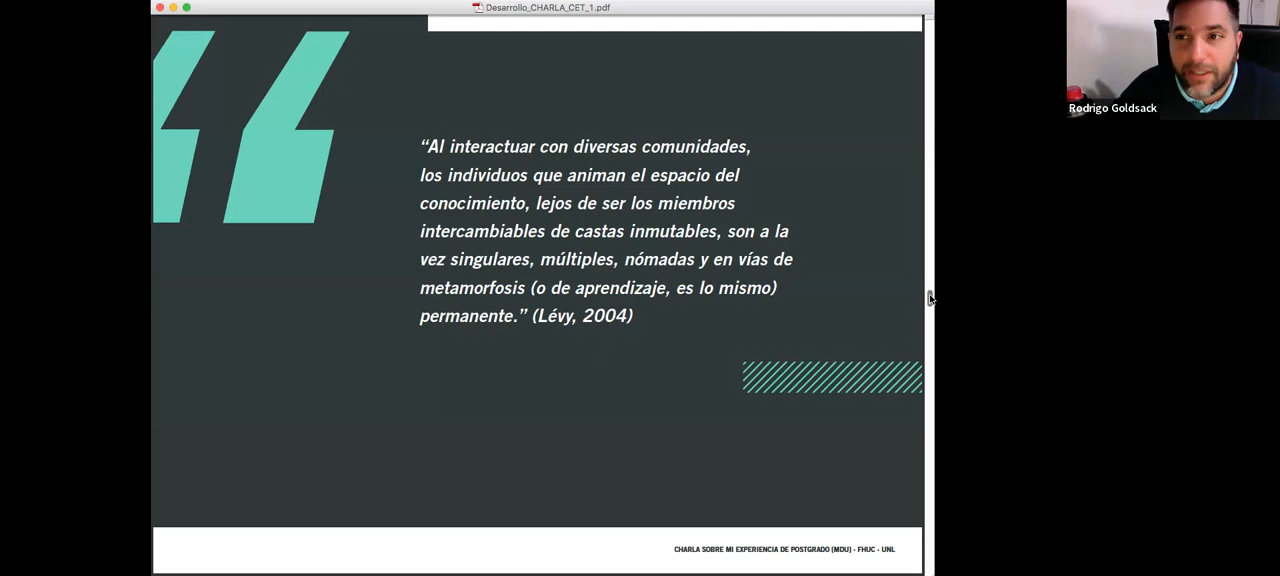 Desarrollo_CHARLA_CET_1.pdf
Rodrigo Goldsack
“Al interactuar con diversas comunidades,
los individuos que animan el espacio del
conocimiento, lejos de ser los miembros
intercambiables de castas inmutables, son a la
vez singulares, múltiples, nómadas y en vías de
metamorfosis (o de aprendizaje, es lo mismo)
permanente.” (Lévy, 2004)
CHARLA SOBRE MI EXPERIENCIA DE POSTGRADO [MDU] - FHUC - UNL